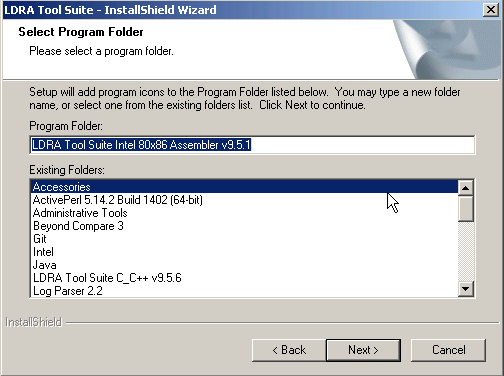 LDRA Tool Suite - InstallShield Wizard
Select Program Folder
Please select a program folder.
Setup will add program icons to the Program Folder listed below. You may type a new folder
name, or select one from the existing folders list. Click Next to continue.
Program Folder:
LDRA Tool Suite Intel 80x86 Assembler v9.5.1
Existing Folders:
Accessories
ActivePerl 5.14.2 Build 1402 (64-bit)
Administrative Tools
Beyond Compare 3
Git
Intel
Java
LDRA Tool Suite C_C++ v9.5.6
Log Parser 2.2
InstallShield
< Back
Next >
Cancel